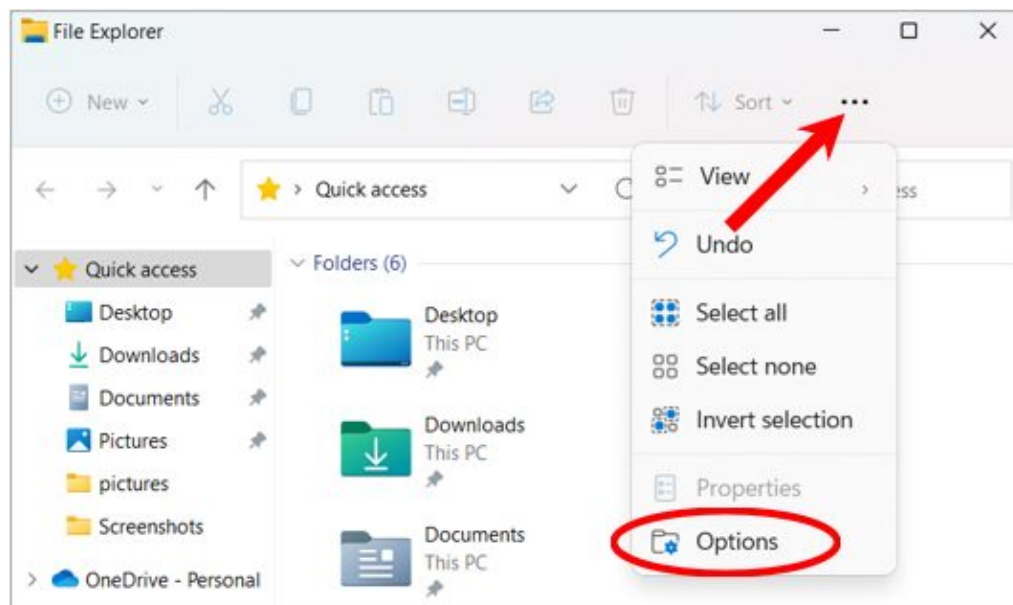 File Explorer
New
Sort
Quick access
View
Undo
Select all
Select none
Invert selection
Properties
Options
Quick access
Desktop
Downloads
Documents
Pictures
pictures
Screenshots
OneDrive - Personal
Folders (6)
Desktop
This PC
Downloads
This PC
Documents
This PC